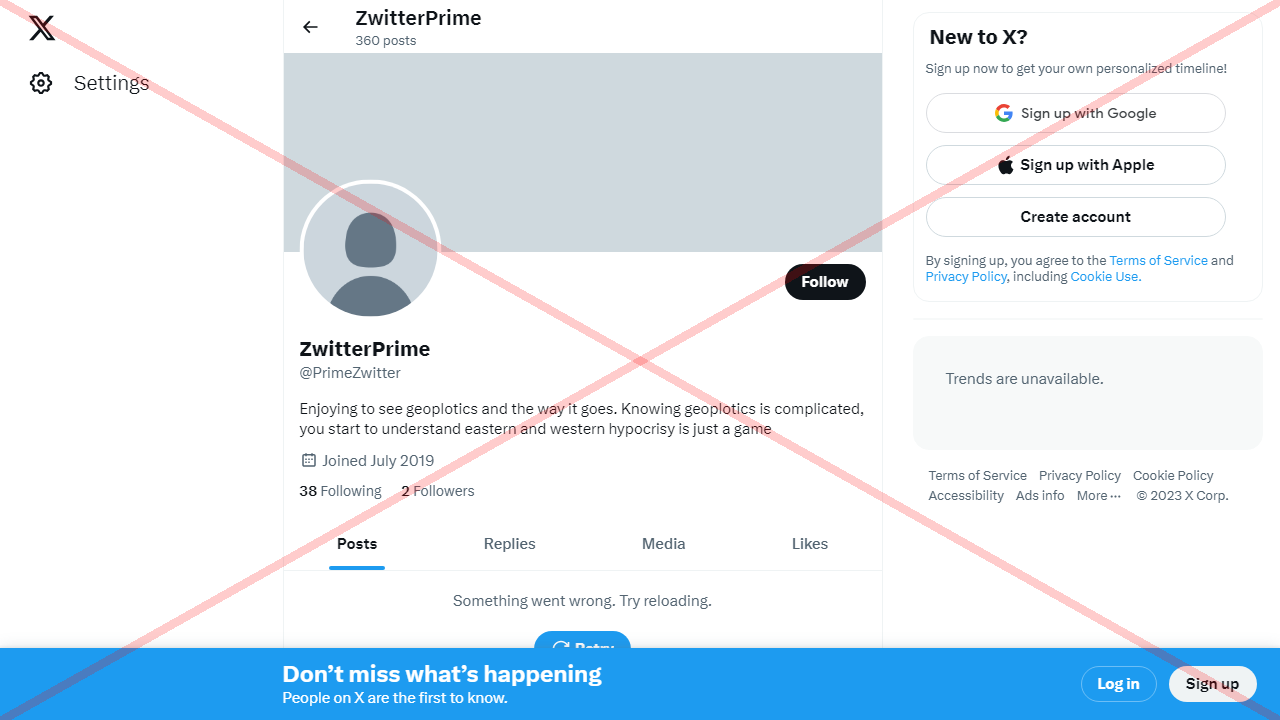 Settings
ZwitterPrime
360 posts
Follow
ZwitterPrime
@PrimeZwitter
Enjoying to see geoplotics and the way it goes. Knowing geoplotics is complicated,
you start to understand eastern and western hypocrisy is just a game
Joined July 2019
38 Following 2 Followers
Posts Replies Media Likes
Something went wrong. Try reloading.
Retry
New to X?
Sign up now to get your own personalized timeline!
Sign up with Google
Sign up with Apple
Create account
By signing up, you agree to the Terms of Service and
Privacy Policy, including Cookie Use.
Trends are unavailable.
Terms of Service Privacy Policy Cookie Policy
Accessibility Ads info More ··· © 2023 X Corp.
Don’t miss what’s happening
People on X are the first to know.
Log in Sign up